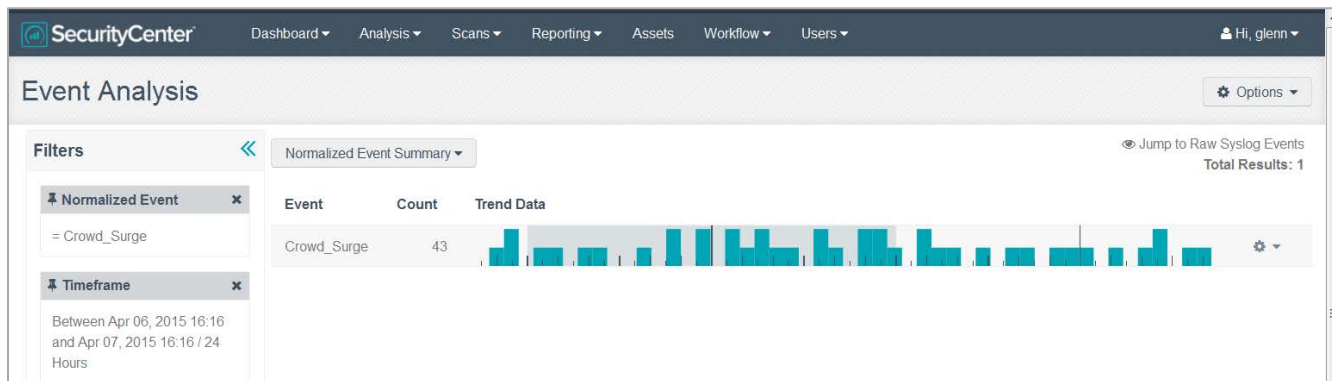 SecurityCenter Dashboard Analysis Scans Reporting Assets Workflow Users Hi, glenn
Event Analysis Options
Filters
Normalized Event
= Crowd_Surge
Timeframe
Between Apr 06, 2015 16:16
and Apr 07, 2015 16:16 / 24
Hours
Normalized Event Summary
Jump to Raw Syslog Events
Total Results: 1
Event Count Trend Data
Crowd_Surge 43